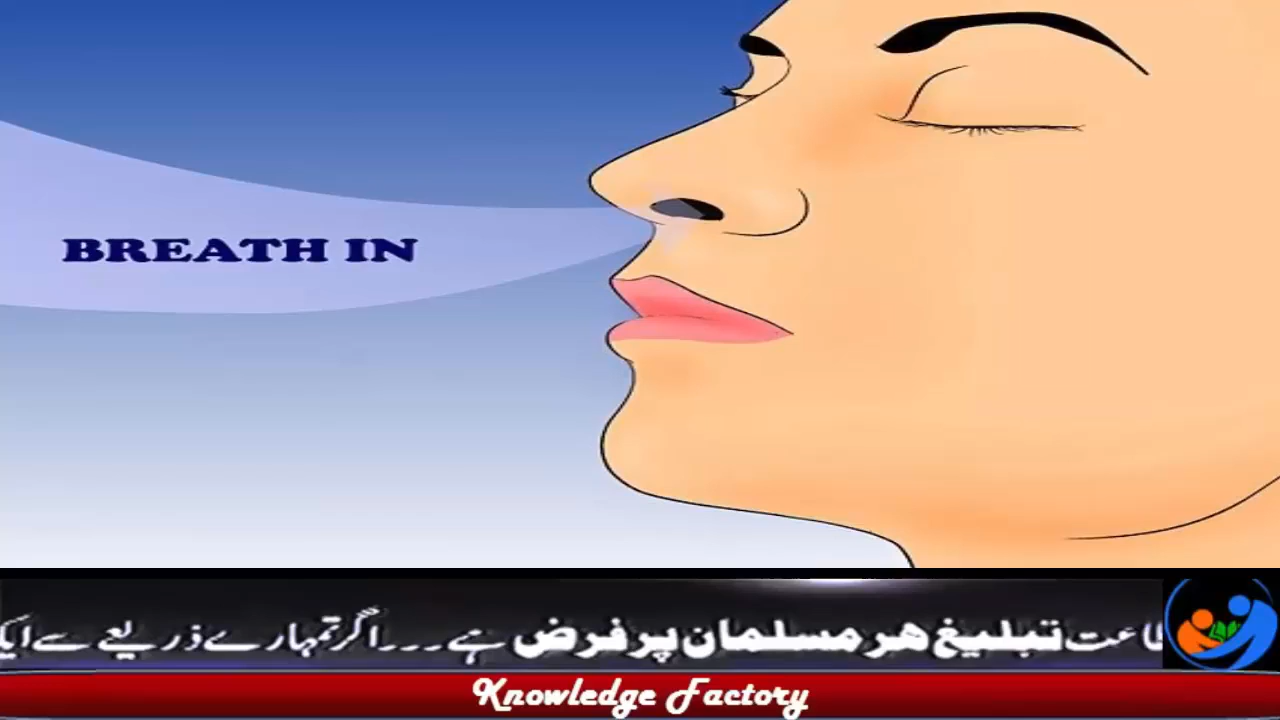 BREATH IN
تبلیغ ہر مسلمان پر فرض ہے...اگر تمہارے ذریعے سے
Knowledge Factory